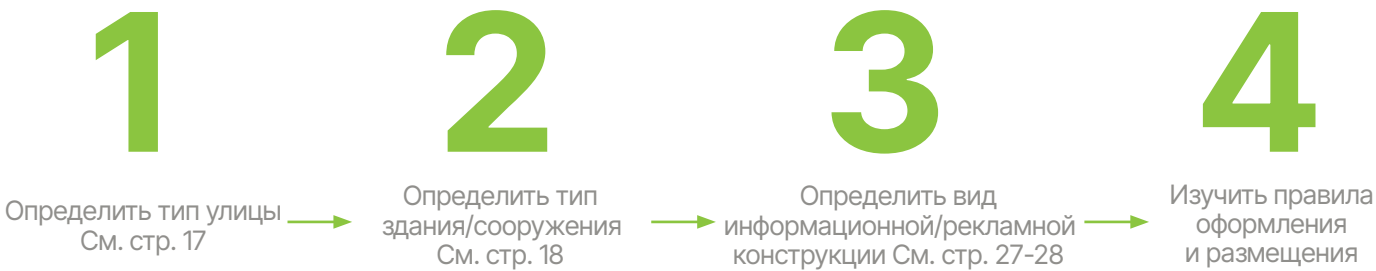 1
Определить тип улицы
См. стр. 17
2
Определить тип
здания/сооружения
См. стр. 18
3
Определить вид
информационной/рекламной
конструкции См. стр. 27-28
4
Изучить правила
оформления
и размещения